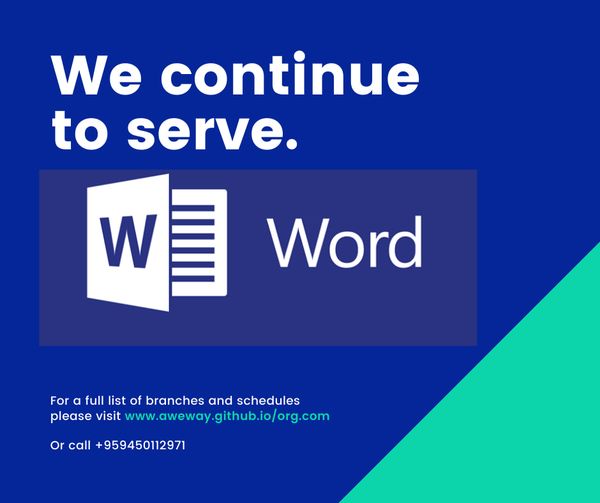 We continue
to serve.
W
Word
For a full list of branches and schedules
please visit www.aweway.github.io/org.com
Or call +959450112971